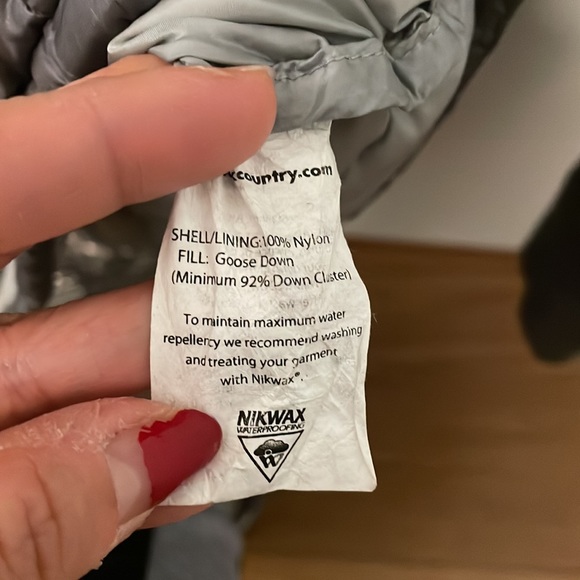 country.com
SHELL/LINING:100% Nylon
FILL: Goose Down
(Minimum 92% Down Cluster)
To maintain maximum water
repellency we recommend washing
and treating your garment
with Nikwax®.
NIKWAX
WATERPROOFING